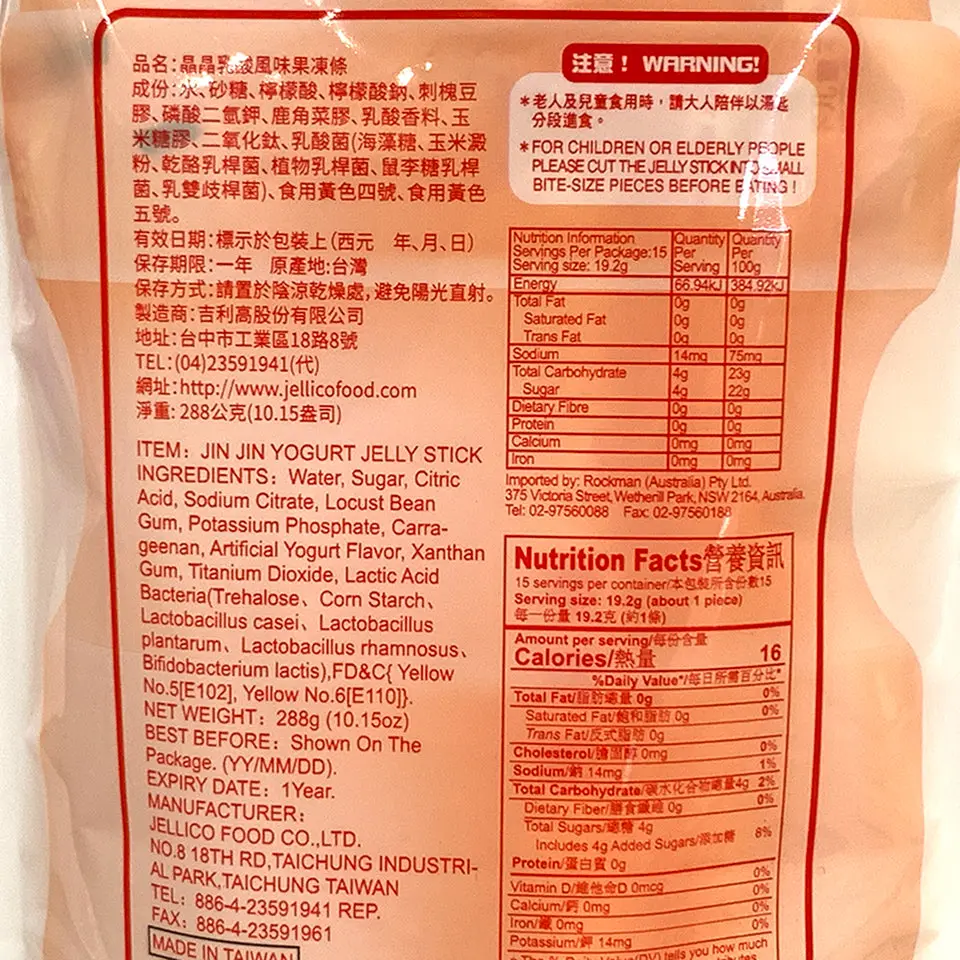 品名:晶晶乳酸風味果凍條
成份:水、砂糖、檸檬酸、檸檬酸鈉、刺槐豆
膠、磷酸二氫鉀、鹿角菜膠、乳酸香料、玉
米糖膠、二氧化鈦、乳酸菌(海藻糖、玉米澱
粉、乾酪乳桿菌、植物乳桿菌、鼠李糖乳桿
菌、乳雙歧桿菌)、食用黃色四號、食用黃色
五號。
有效日期:標示於包裝上(西元 年、月、日)
保存期限:一年 原產地:台灣
保存方式:請置於陰涼乾燥處,避免陽光直射。
製造商:吉利高股份有限公司
地址:台中市工業區18路8號
TEL:(04)23591941(代)
網址:http://www.jellicofood.com
淨重:288公克(10.15盎司)
ITEM: JIN JIN YOGURT JELLY STICK
INGREDIENTS: Water, Sugar, Citric
Acid, Sodium Citrate, Locust Bean
Gum, Potassium Phosphate, Carra-
geenan, Artificial Yogurt Flavor, Xanthan
Gum, Titanium Dioxide, Lactic Acid
Bacteria(Trehalose、Corn Starch、
Lactobacillus casei、Lactobacillus
plantarum、Lactobacillus rhamnosus、
Bifidobacterium lactis),FD&C{ Yellow
No.5[E102], Yellow No.6[E110]}.
NET WEIGHT: 288g (10.15oz)
BEST BEFORE: Shown On The
Package. (YY/MM/DD).
EXPIRY DATE: 1Year.
MANUFACTURER:
JELLICO FOOD CO.,LTD.
NO.8 18TH RD,TAICHUNG INDUSTRI-
AL PARK,TAICHUNG TAIWAN
TEL: 886-4-23591941 REP.
FAX: 886-4-23591961
MADE IN TAIWAN
注意! WARNING!
*老人及兒童食用時,請大人陪伴以湯匙
分段進食。
*FOR CHILDREN OR ELDERLY PEOPLE
PLEASE CUT THE JELLY STICK INTO SMALL
BITE-SIZE PIECES BEFORE EATING!
Nutrition Information Quantity Quantity
Servings Per Package:15 Per Per
Serving size: 19.2g Serving 100g
Energy 66.94kJ 384.92kJ
Total Fat 0g 0g
Saturated Fat 0g 0g
Trans Fat 0g 0g
Sodium 14mg 75mg
Total Carbohydrate 4g 23g
Sugar 4g 22g
Dietary Fibre 0g 0g
Protein 0g 0g
Calcium 0mg 0mg
Iron 0mg 0mg
Imported by: Rockman (Australia) Pty Ltd.
375 Victoria Street, Wetherill Park, NSW 2164, Australia.
Tel: 02-97560088 Fax: 02-97560188
Nutrition Facts營養資訊
15 servings per container/本包裝所含份數15
Serving size: 19.2g (about 1 piece)
每一份量 19.2克 (約1條)
Amount per serving/每份含量
Calories/熱量 16
%Daily Value*/每日所需百分比*
Total Fat/脂肪總量 0g 0%
Saturated Fat/飽和脂肪 0g 0%
Trans Fat/反式脂肪 0g
Cholesterol/膽固醇 0mg 0%
Sodium/鈉 14mg 1%
Total Carbohydrate/碳水化合物總量4g 2%
Dietary Fiber/膳食纖維 0g 0%
Total Sugars/總糖 4g
Includes 4g Added Sugars/添加糖 8%
Protein/蛋白質 0g
Vitamin D/維他命D 0mcg 0%
Calcium/鈣 0mg 0%
Iron/鐵 0mg 0%
Potassium/鉀 14mg 0%
* The % Daily Value(DV) tells you how much